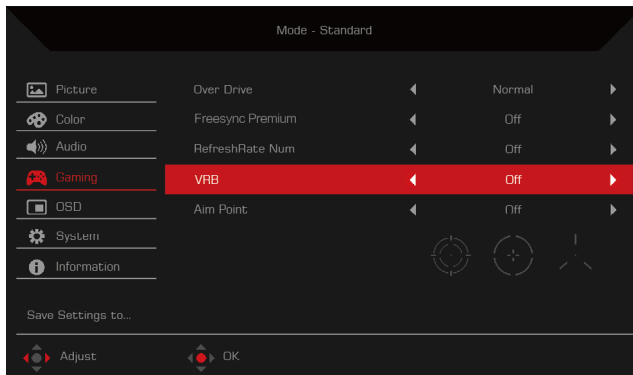 Mode - Standard
Picture
Over Drive Normal
Color
Freesync Premium Off
Audio
RefreshRate Num Off
Gaming
VRB Off
OSD
Aim Point Off
System
Information
Save Settings to...
Adjust OK